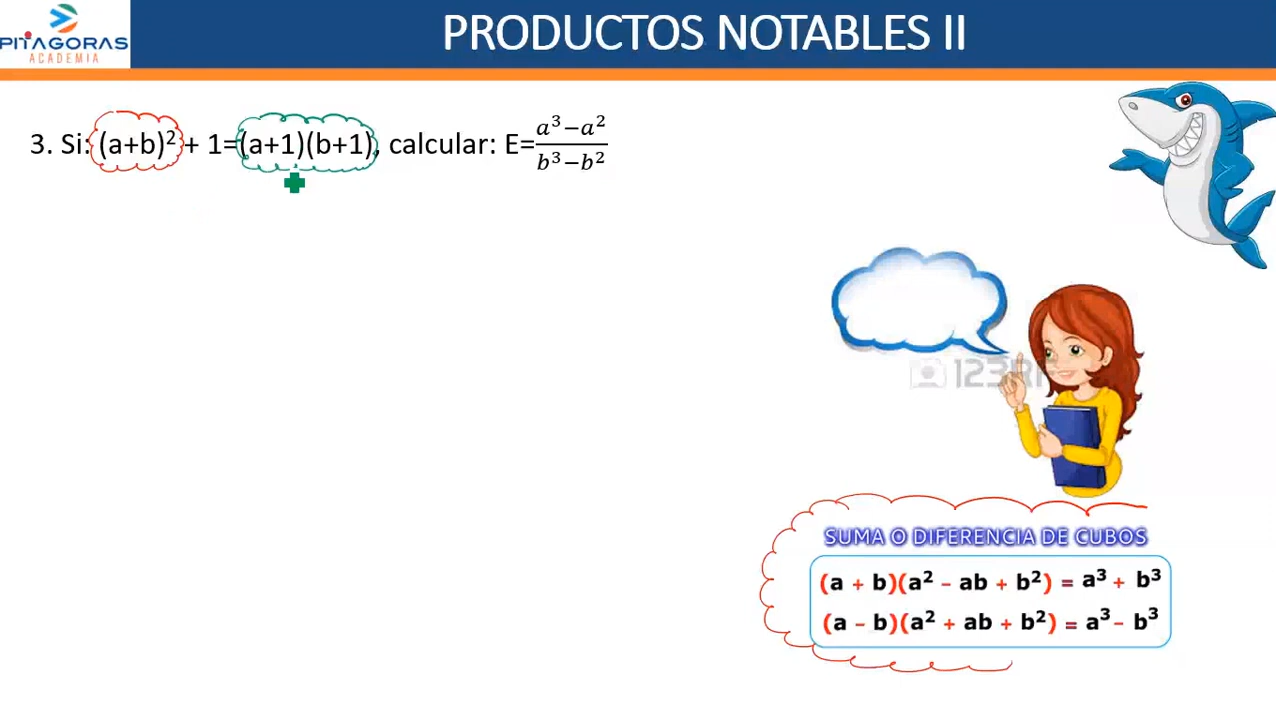 PITAGORAS
ACADEMIA
PRODUCTOS NOTABLES II
3. Si: (a+b)² + 1=(a+1)(b+1), calcular: E=\frac{a³−a²}{b³−b²}
123RF
SUMA O DIFERENCIA DE CUBOS
(a + b)(a² - ab + b²) = a³ + b³
(a - b)(a² + ab + b²) = a³ - b³